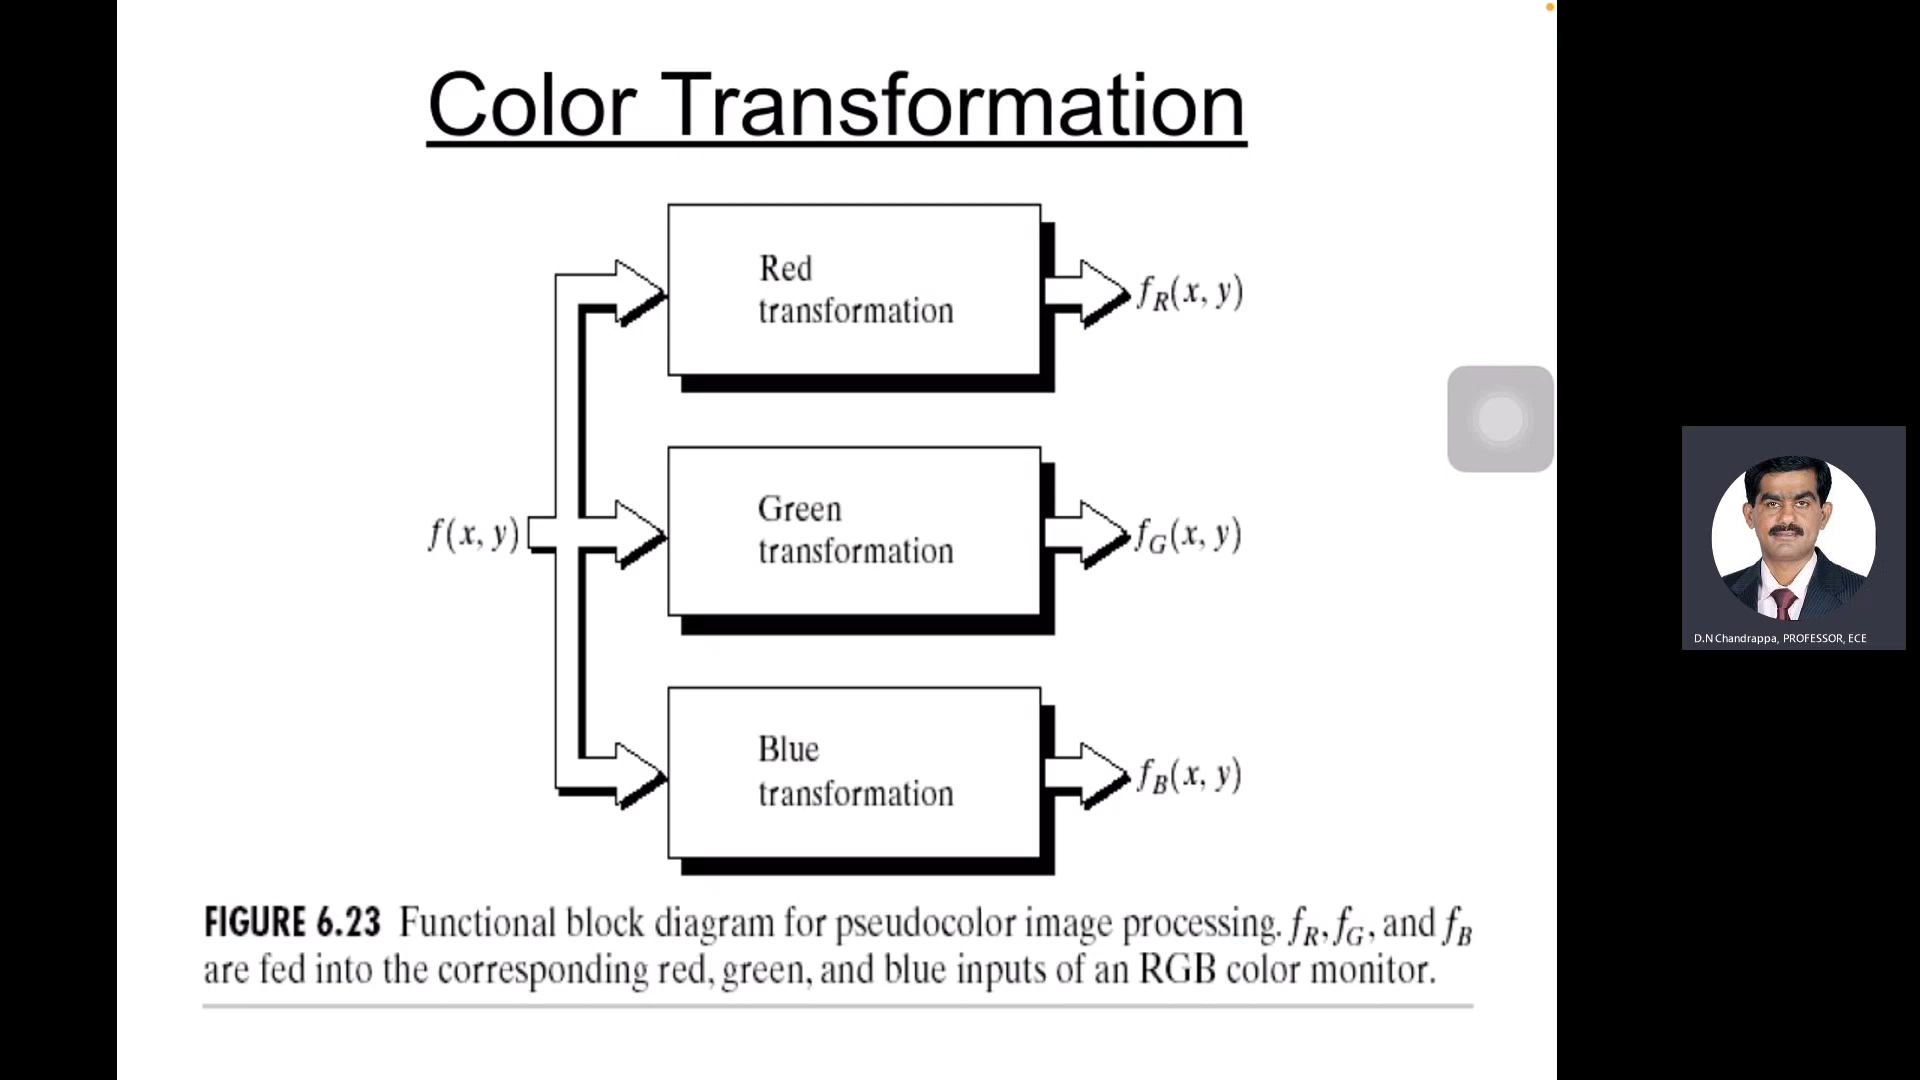 Color Transformation
Red
transformation
f_R(x, y)
f(x, y)
Green
transformation
f_G(x, y)
Blue
transformation
f_B(x, y)
FIGURE 6.23 Functional block diagram for pseudocolor image processing. f_R, f_G, and f_B
are fed into the corresponding red, green, and blue inputs of an RGB color monitor.
D.N Chandrappa, PROFESSOR, ECE